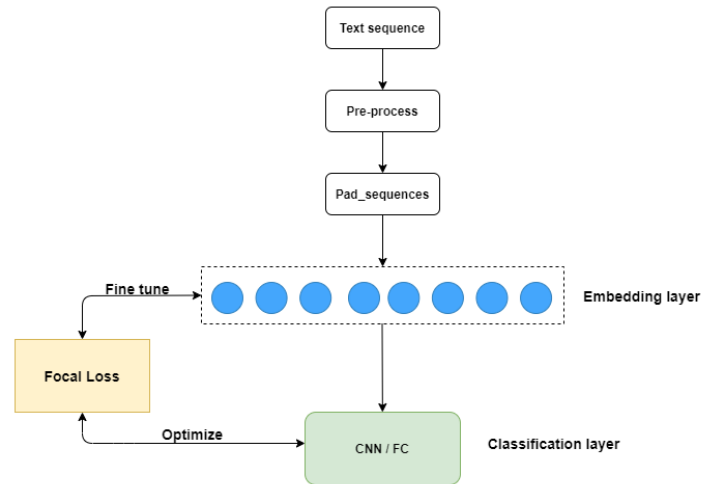 Text sequence
Pre-process
Pad_sequences
Fine tune
Embedding layer
Focal Loss
Optimize
CNN / FC
Classification layer